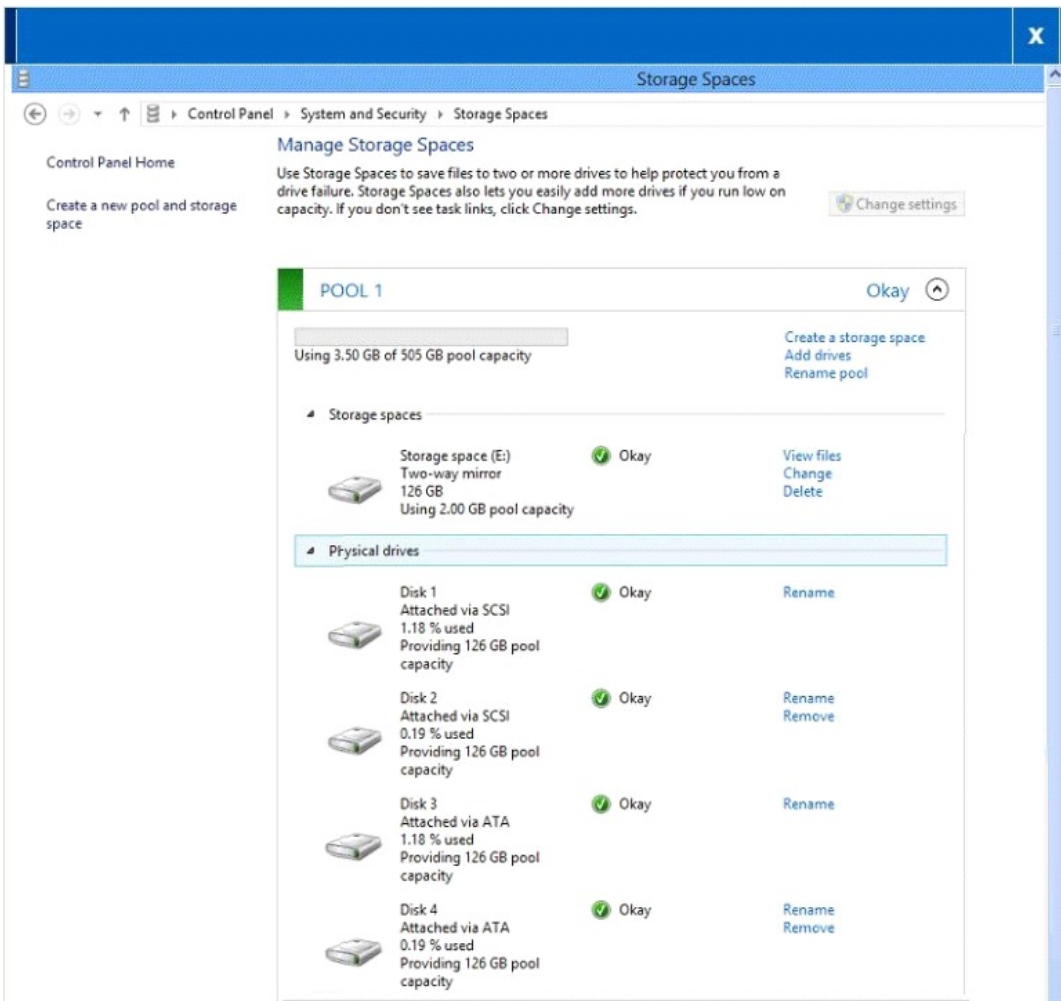 x
Storage Spaces
Control Panel ▸ System and Security ▸ Storage Spaces
Control Panel Home
Create a new pool and storage
space
Manage Storage Spaces
Use Storage Spaces to save files to two or more drives to help protect you from a
drive failure. Storage Spaces also lets you easily add more drives if you run low on
capacity. If you don't see task links, click Change settings.
Change settings
POOL 1
Okay
Using 3.50 GB of 505 GB pool capacity
Create a storage space
Add drives
Rename pool
Storage spaces
Storage space (E:)
Two-way mirror
126 GB
Using 2.00 GB pool capacity
Okay
View files
Change
Delete
Physical drives
Disk 1
Attached via SCSI
1.18 % used
Providing 126 GB pool
capacity
Okay
Rename
Disk 2
Attached via SCSI
0.19 % used
Providing 126 GB pool
capacity
Okay
Rename
Remove
Disk 3
Attached via ATA
1.18 % used
Providing 126 GB pool
capacity
Okay
Rename
Disk 4
Attached via ATA
0.19 % used
Providing 126 GB pool
capacity
Okay
Rename
Remove